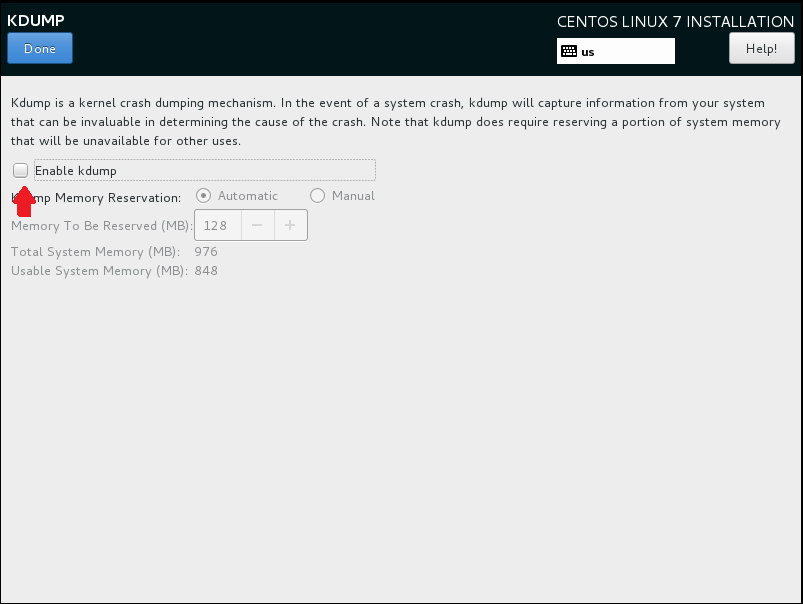 KDUMP
CENTOS LINUX 7 INSTALLATION
Done
us
Help!
Kdump is a kernel crash dumping mechanism. In the event of a system crash, kdump will capture information from your system
that can be invaluable in determining the cause of the crash. Note that kdump does require reserving a portion of system memory
that will be unavailable for other uses.
Enable kdump
Kdump Memory Reservation: Automatic Manual
Memory To Be Reserved (MB): 128 − +
Total System Memory (MB): 976
Usable System Memory (MB): 848